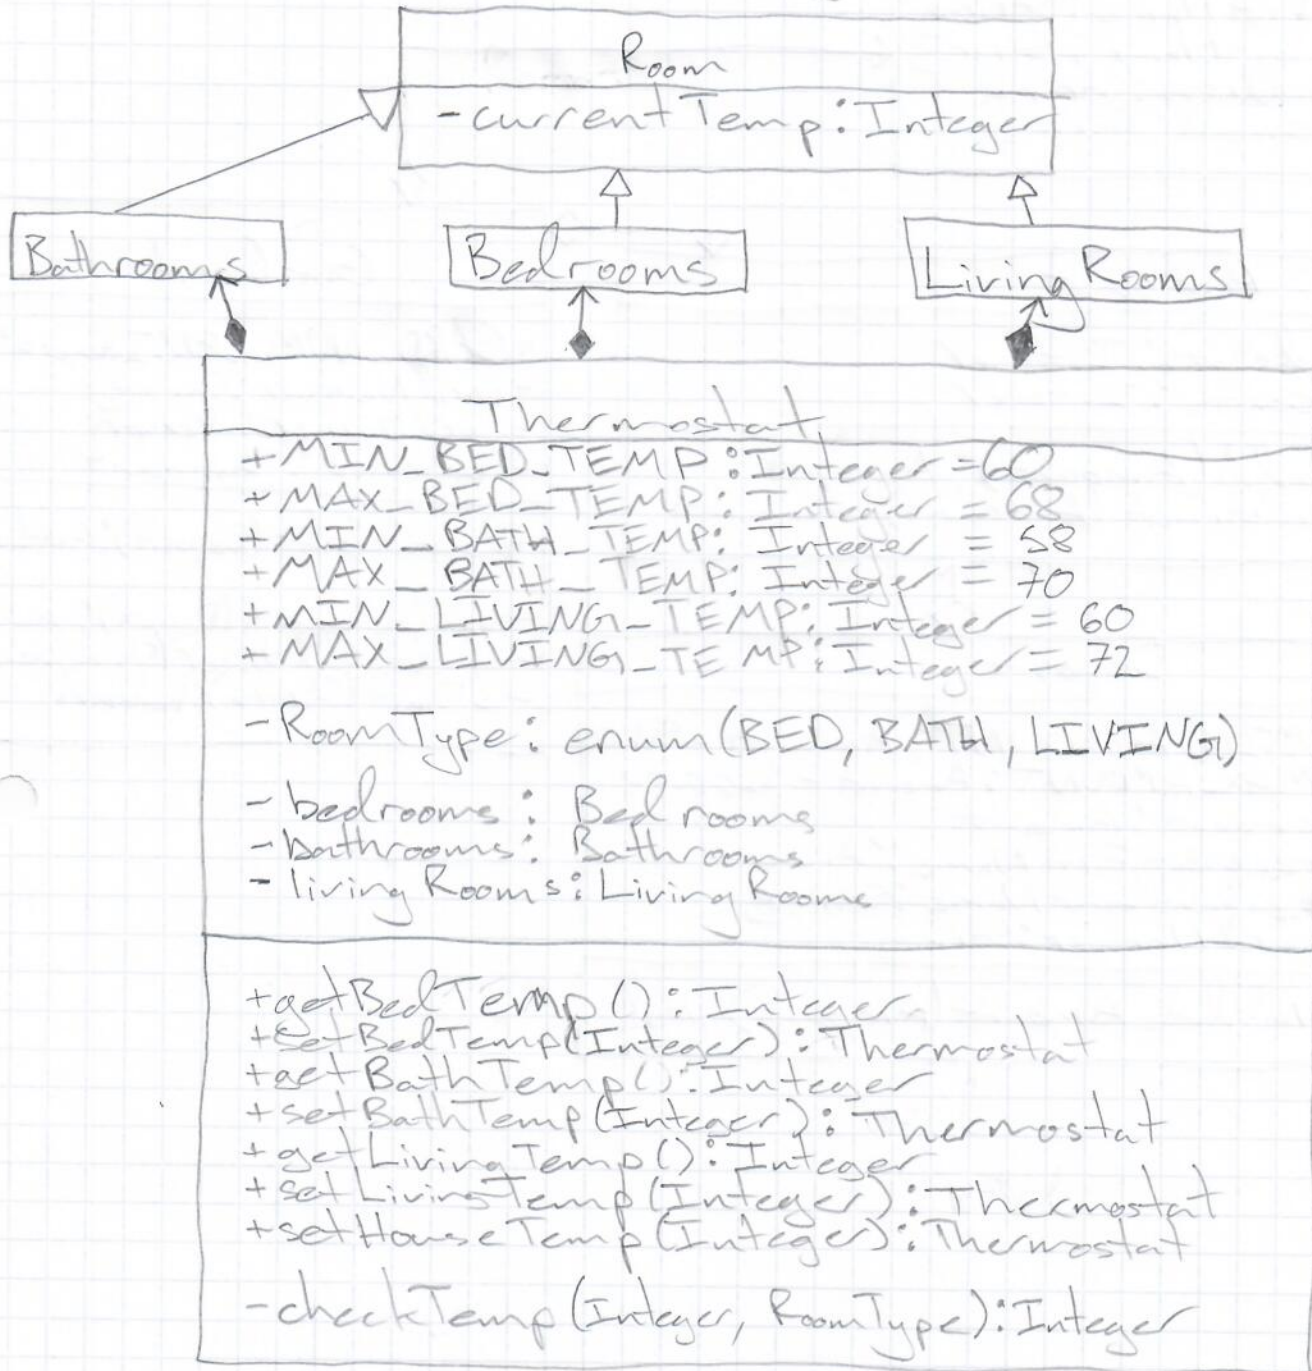 Room
- currentTemp: Integer
Bathrooms
Bedrooms
Living Rooms
Thermostat
+ MIN_BED_TEMP: Integer = 60
+ MAX_BED_TEMP: Integer = 68
+ MIN_BATH_TEMP: Integer = 58
+ MAX_BATH_TEMP: Integer = 70
+ MIN_LIVING_TEMP: Integer = 60
+ MAX_LIVING_TEMP: Integer = 72
- RoomType: enum(BED, BATH, LIVING)
- bedrooms: Bedrooms
- bathrooms: Bathrooms
- livingRooms: LivingRooms
+ getBedTemp(): Integer
+ setBedTemp(Integer): Thermostat
+ getBathTemp(): Integer
+ setBathTemp(Integer): Thermostat
+ getLivingTemp(): Integer
+ setLivingTemp(Integer): Thermostat
+ setHouseTemp(Integer): Thermostat
- checkTemp(Integer, RoomType): Integer